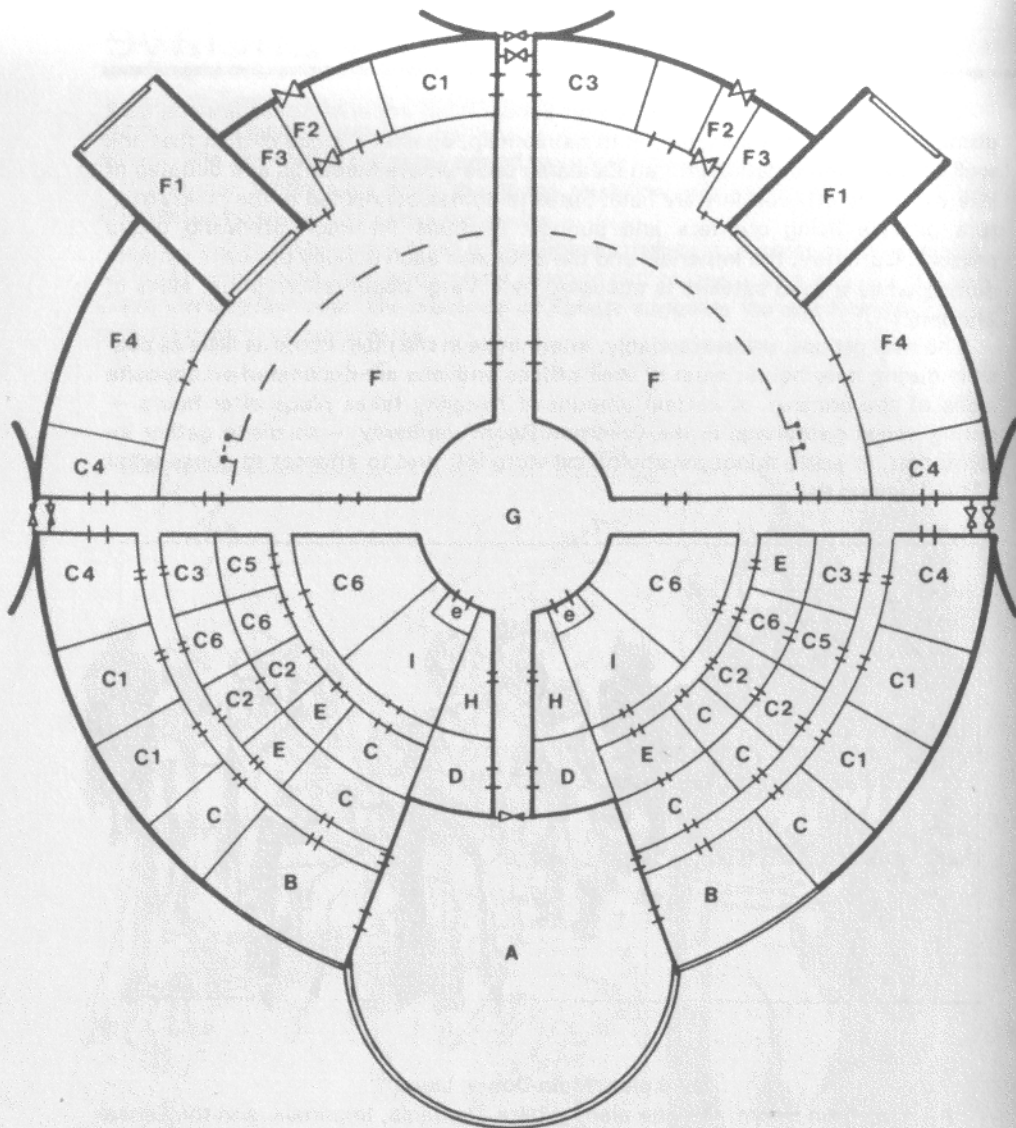 C1 C3
F2 F2
F3 F3
F1 F1
F4 F4
F F
C4 C4
G
C4 C3 C5 C6 C6 E C3 C4
e e
C6 C6 C6 C5
C1 C2 C2 I I C2 C2 C1
H H
E E C C
C1 C C1
D D E C
C C C C
B B
A